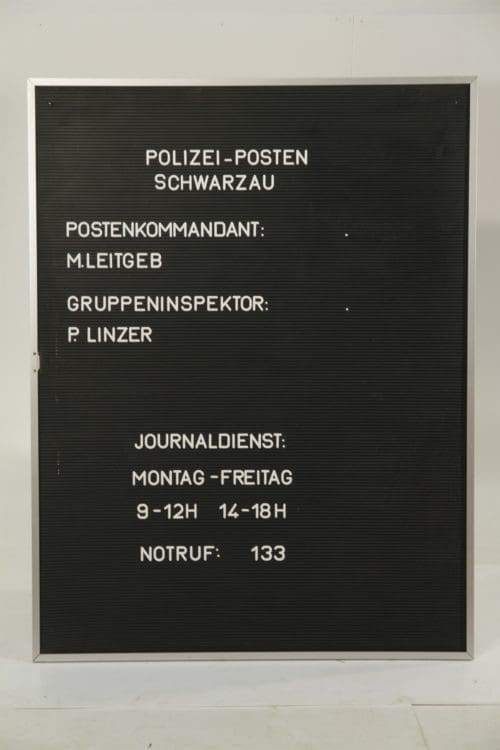 POLIZEI-POSTEN
SCHWARZAU
POSTENKOMMANDANT: .
M.LEITGEB
GRUPPENINSPEKTOR: .
P. LINZER
JOURNALDIENST:
MONTAG-FREITAG
9-12H 14-18H
NOTRUF: 133